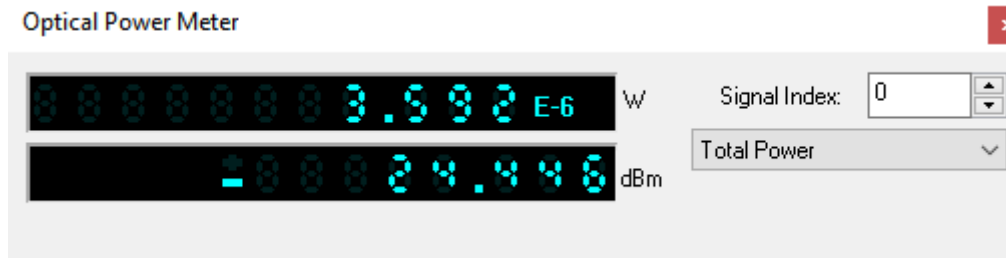 Optical Power Meter
3.592 E-6 W
Signal Index: 0
Total Power
- 24.446 dBm